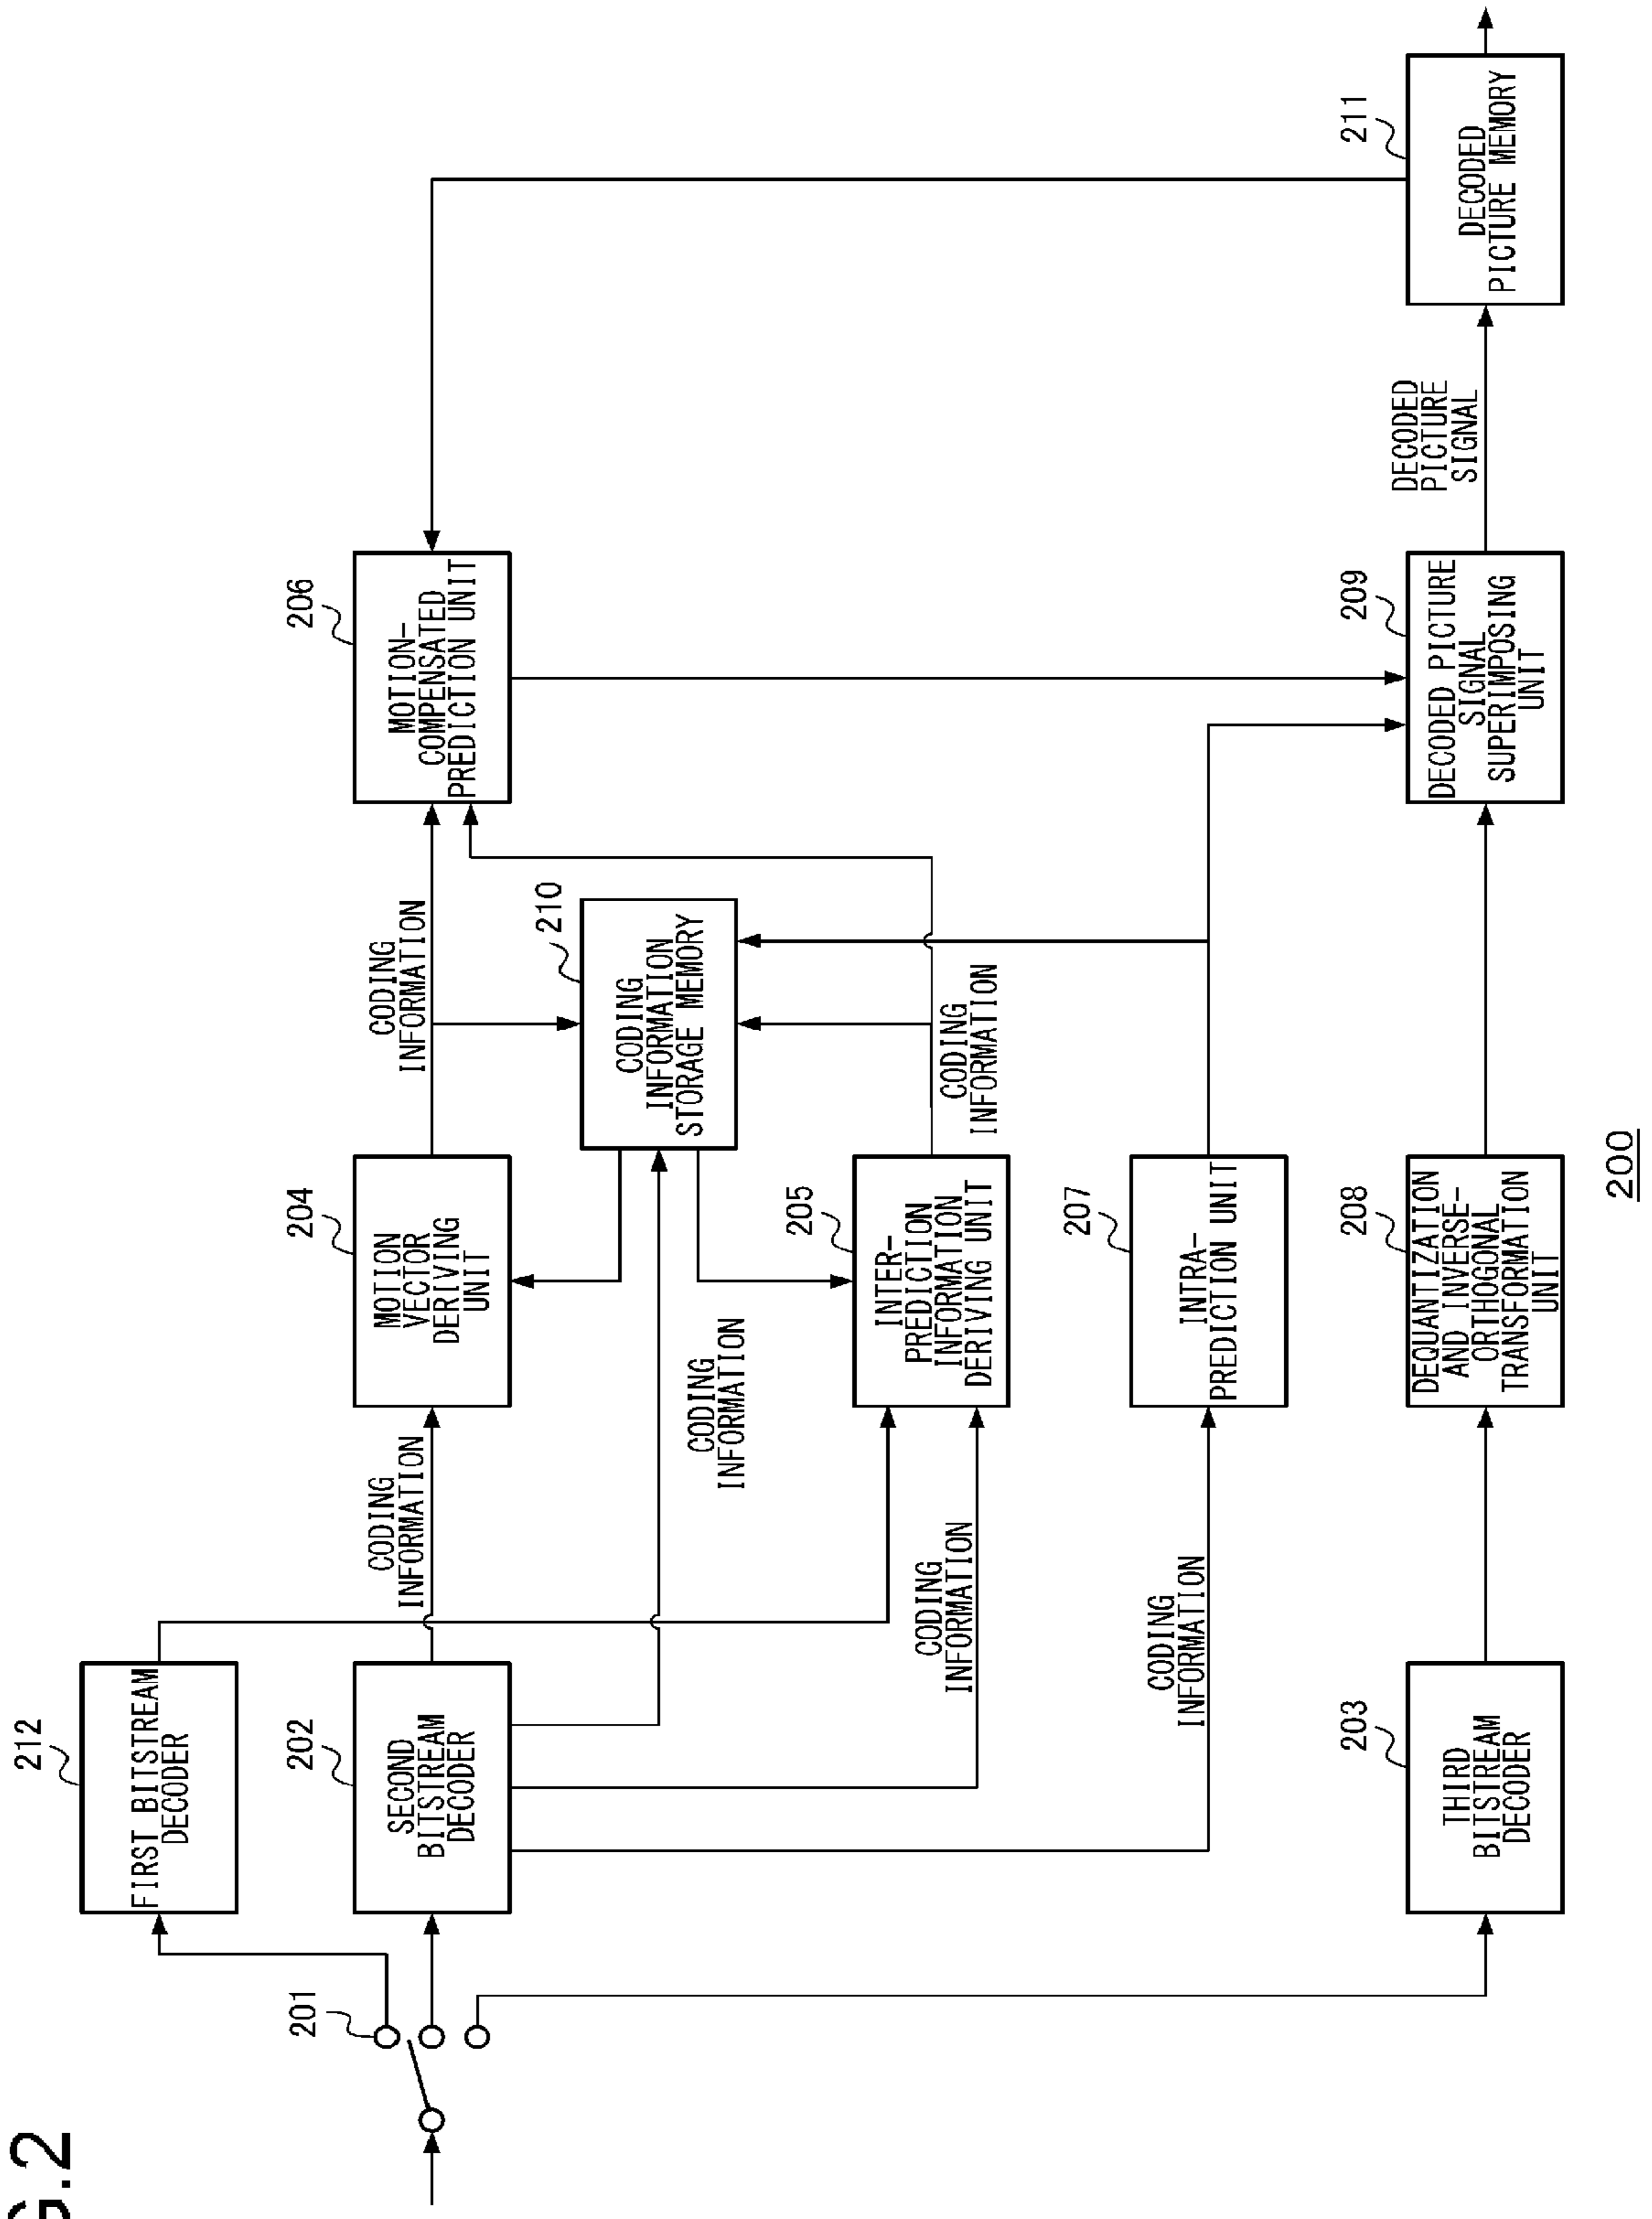 G.2
212
FIRST BITSTREAM
DECODER
201
202
SECOND
BITSTREAM
DECODER
CODING
INFORMATION
204
MOTION
VECTOR
DERIVING
UNIT
CODING
INFORMATION
206
MOTION-
COMPENSATED
PREDICTION UNIT
210
CODING
INFORMATION
STORAGE MEMORY
CODING
INFORMATION
205
INTER-
PREDICTION
INFORMATION
DERIVING UNIT
CODING
INFORMATION
CODING
INFORMATION
207
INTRA-
PREDICTION UNIT
CODING
INFORMATION
203
THIRD
BITSTREAM
DECODER
208
DEQUANTIZATION
AND INVERSE-
ORTHOGONAL
TRANSFORMATION
UNIT
209
DECODED PICTURE
SIGNAL
SUPERIMPOSING
UNIT
DECODED
PICTURE
SIGNAL
211
DECODED
PICTURE MEMORY
200